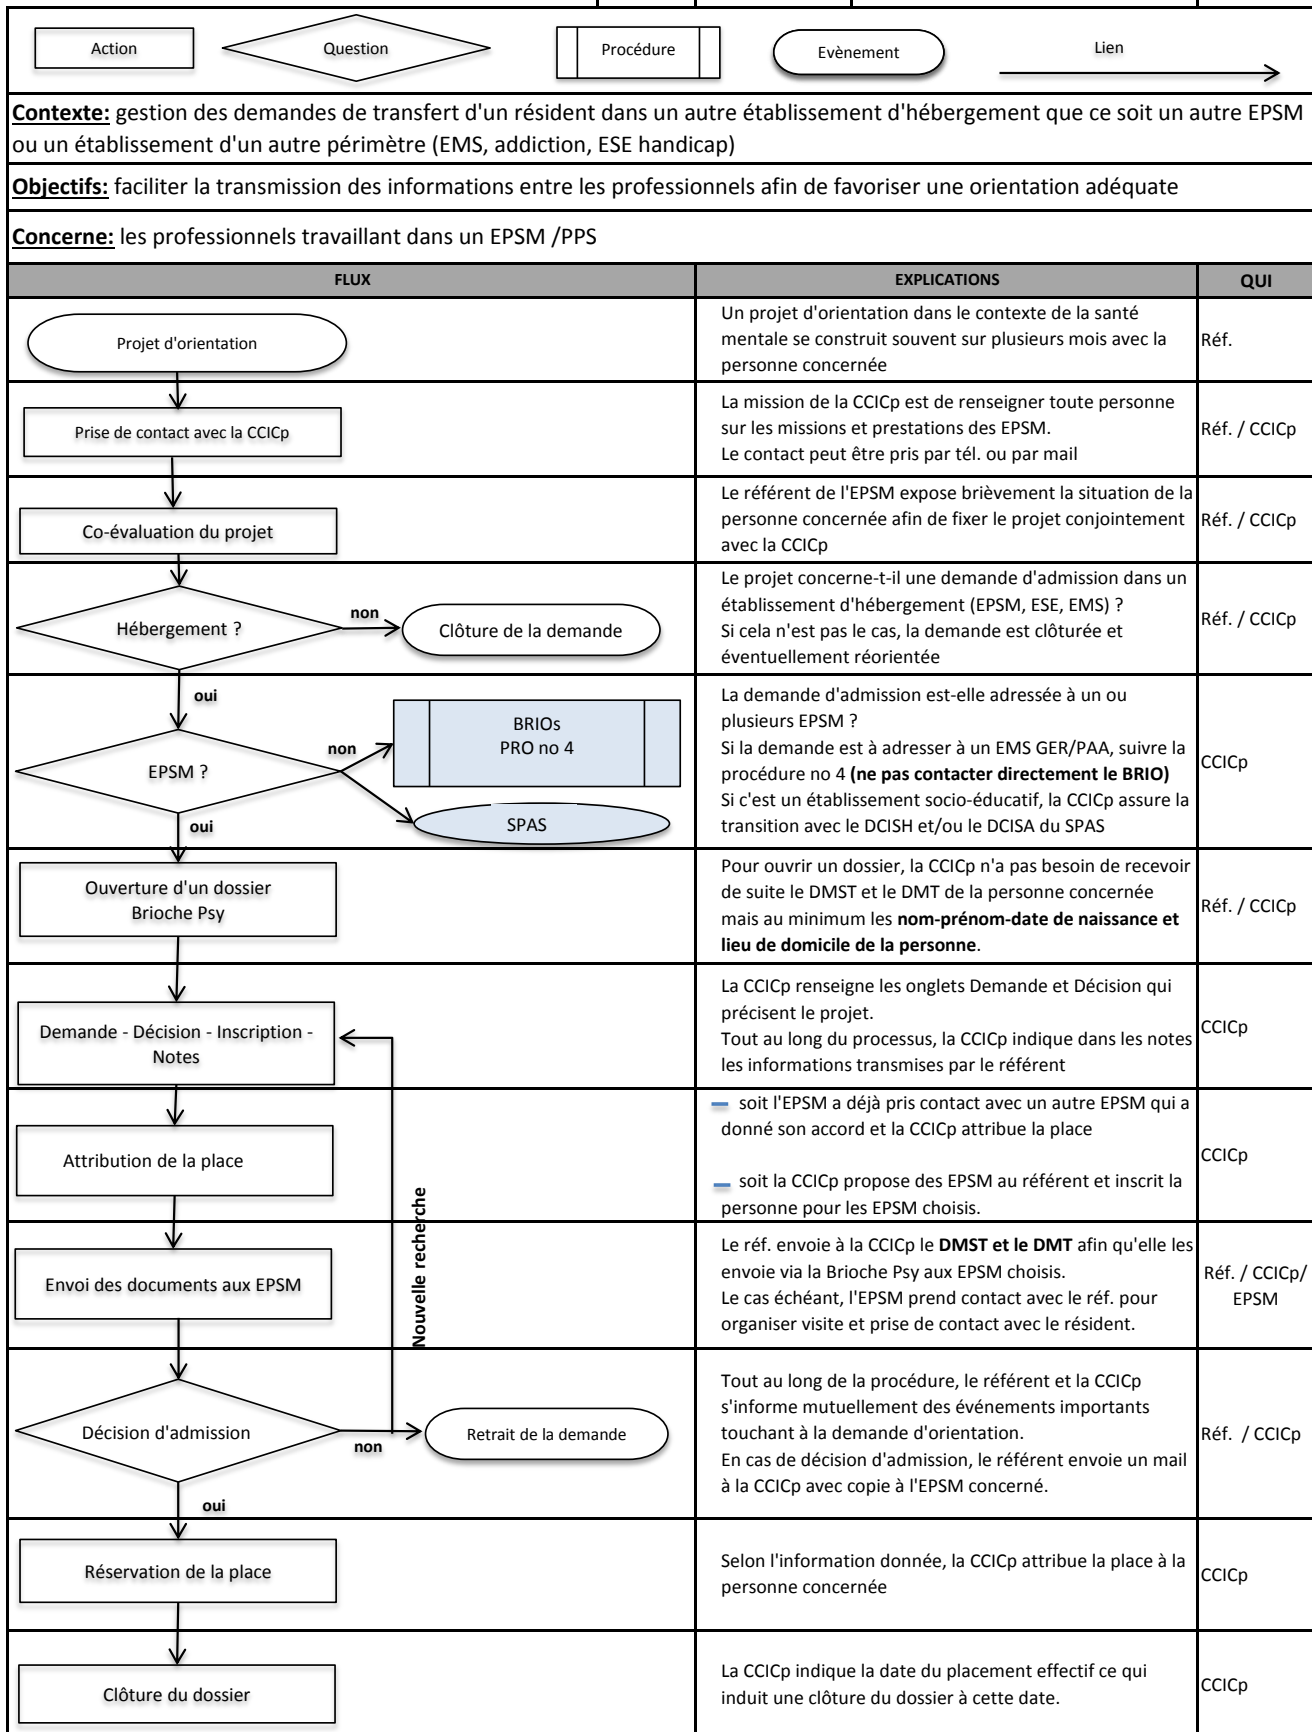 Action
Question
Procédure
Evènement
Lien
Contexte: gestion des demandes de transfert d'un résident dans un autre établissement d'hébergement que ce soit un autre EPSM
ou un établissement d'un autre périmètre (EMS, addiction, ESE handicap)
Objectifs: faciliter la transmission des informations entre les professionnels afin de favoriser une orientation adéquate
Concerne: les professionnels travaillant dans un EPSM /PPS
FLUX
EXPLICATIONS
QUI
Projet d'orientation
Un projet d'orientation dans le contexte de la santé
mentale se construit souvent sur plusieurs mois avec la
personne concernée
Réf.
Prise de contact avec la CCICp
La mission de la CCICp est de renseigner toute personne
sur les missions et prestations des EPSM.
Le contact peut être pris par tél. ou par mail
Réf. / CCICp
Co-évaluation du projet
Le référent de l'EPSM expose brièvement la situation de la
personne concernée afin de fixer le projet conjointement
avec la CCICp
Réf. / CCICp
Hébergement ?
non
Clôture de la demande
Le projet concerne-t-il une demande d'admission dans un
établissement d'hébergement (EPSM, ESE, EMS) ?
Si cela n'est pas le cas, la demande est clôturée et
éventuellement réorientée
Réf. / CCICp
oui
EPSM ?
non
BRIOs
PRO no 4
SPAS
oui
La demande d'admission est-elle adressée à un ou
plusieurs EPSM ?
Si la demande est à adresser à un EMS GER/PAA, suivre la
procédure no 4 (ne pas contacter directement le BRIO)
Si c'est un établissement socio-éducatif, la CCICp assure la
transition avec le DCISH et/ou le DCISA du SPAS
CCICp
Ouverture d'un dossier
Brioche Psy
Pour ouvrir un dossier, la CCICp n'a pas besoin de recevoir
de suite le DMST et le DMT de la personne concernée
mais au minimum les nom-prénom-date de naissance et
lieu de domicile de la personne.
Réf. / CCICp
Demande - Décision - Inscription -
Notes
La CCICp renseigne les onglets Demande et Décision qui
précisent le projet.
Tout au long du processus, la CCICp indique dans les notes
les informations transmises par le référent
CCICp
Attribution de la place
soit l'EPSM a déjà pris contact avec un autre EPSM qui a
donné son accord et la CCICp attribue la place
soit la CCICp propose des EPSM au référent et inscrit la
personne pour les EPSM choisis.
CCICp
Nouvelle recherche
Envoi des documents aux EPSM
Le réf. envoie à la CCICp le DMST et le DMT afin qu'elle les
envoie via la Brioche Psy aux EPSM choisis.
Le cas échéant, l'EPSM prend contact avec le réf. pour
organiser visite et prise de contact avec le résident.
Réf. / CCICp/
EPSM
Décision d'admission
non
Retrait de la demande
oui
Tout au long de la procédure, le référent et la CCICp
s'informe mutuellement des événements importants
touchant à la demande d'orientation.
En cas de décision d'admission, le référent envoie un mail
à la CCICp avec copie à l'EPSM concerné.
Réf. / CCICp
Réservation de la place
Selon l'information donnée, la CCICp attribue la place à la
personne concernée
CCICp
Clôture du dossier
La CCICp indique la date du placement effectif ce qui
induit une clôture du dossier à cette date.
CCICp